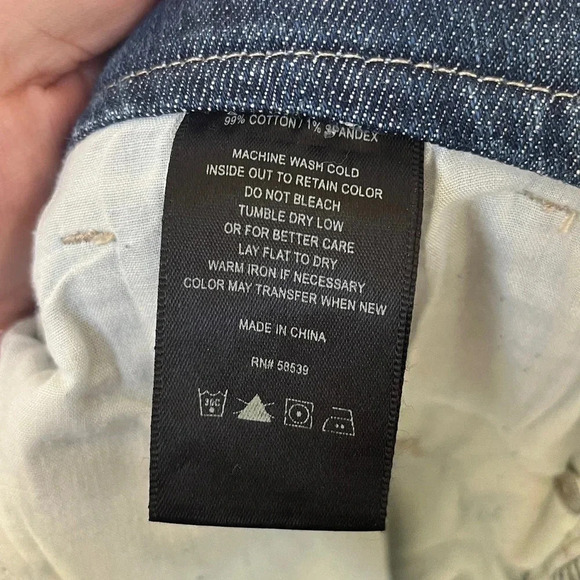 99% COTTON / 1% SPANDEX
MACHINE WASH COLD
INSIDE OUT TO RETAIN COLOR
DO NOT BLEACH
TUMBLE DRY LOW
OR FOR BETTER CARE
LAY FLAT TO DRY
WARM IRON IF NECESSARY
COLOR MAY TRANSFER WHEN NEW
MADE IN CHINA
RN# 58539
30C